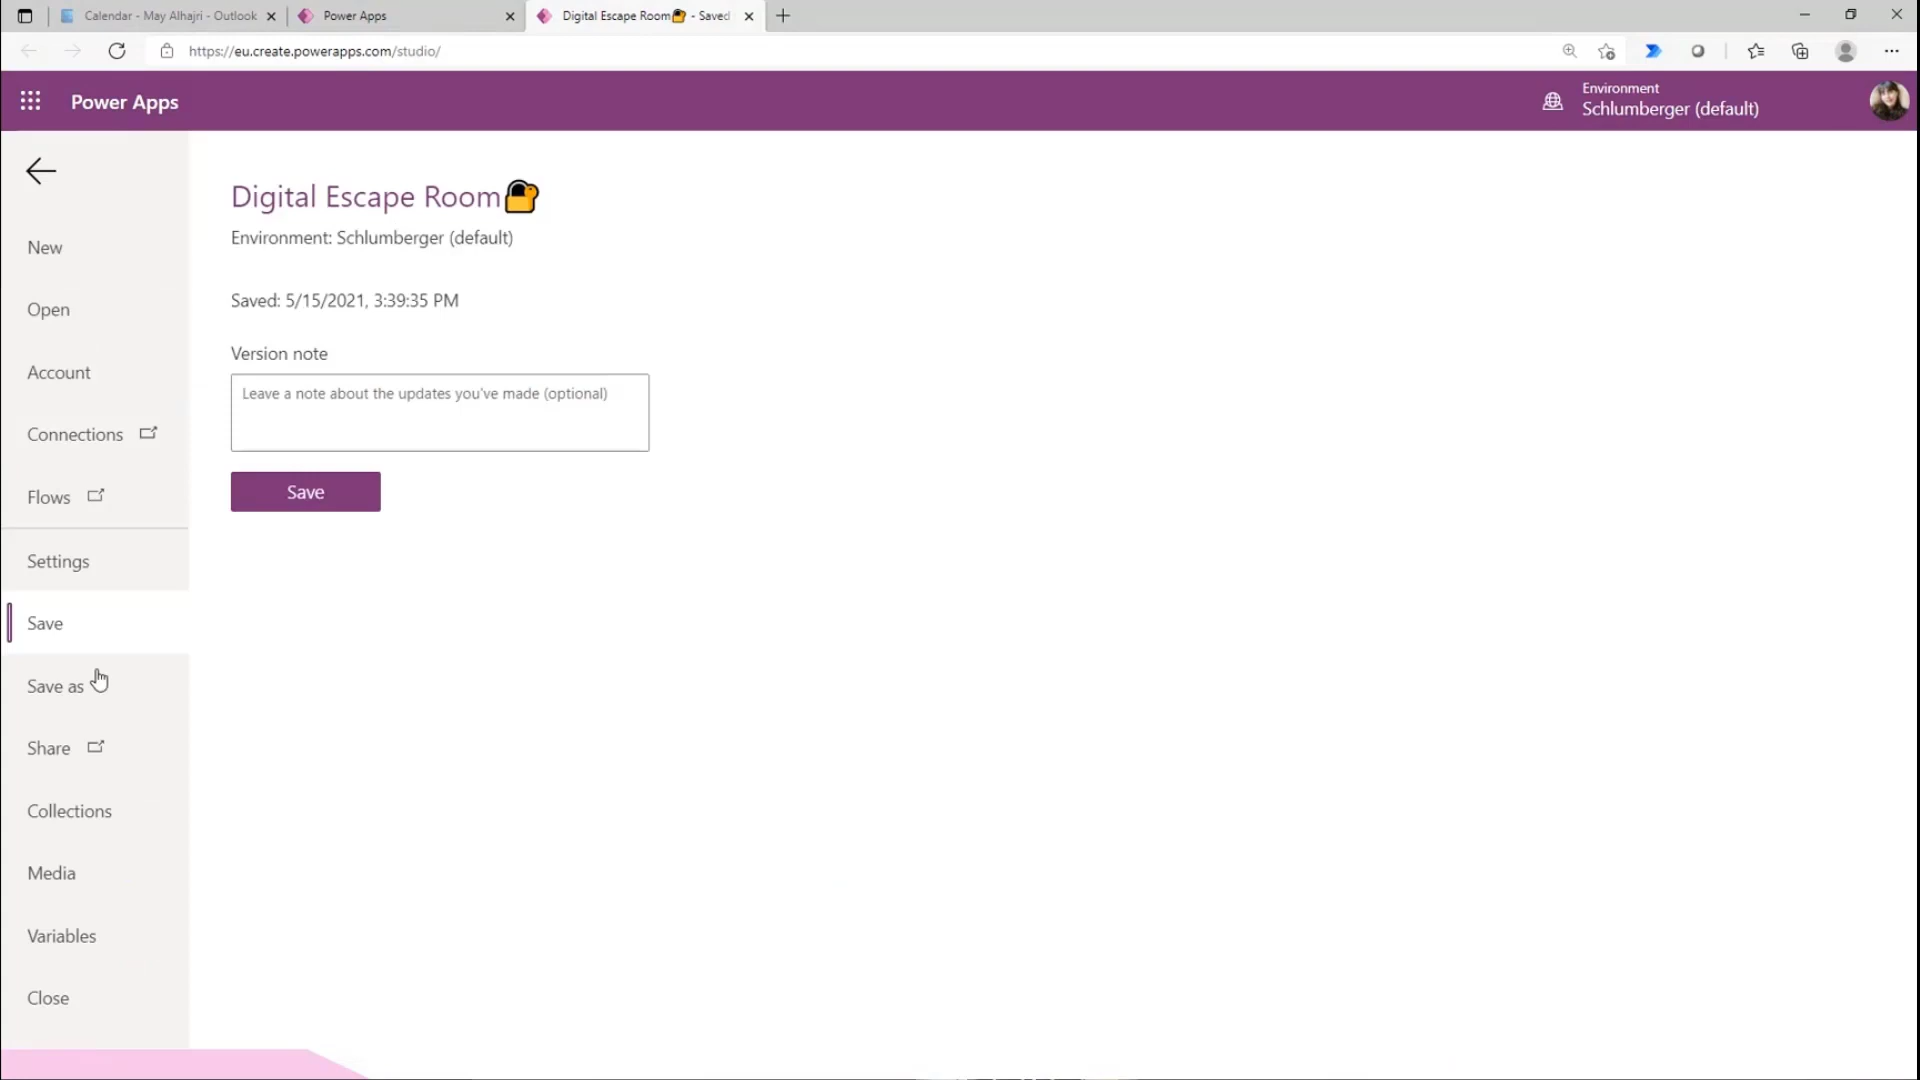 Calendar - May Alhajri - Outlook
Power Apps
Digital Escape Room🔐 - Saved
https://eu.create.powerapps.com/studio/
Power Apps
Environment
Schlumberger (default)
Digital Escape Room🔐
Environment: Schlumberger (default)
Saved: 5/15/2021, 3:39:35 PM
Version note
Leave a note about the updates you've made (optional)
Save
New
Open
Account
Connections
Flows
Settings
Save
Save as
Share
Collections
Media
Variables
Close